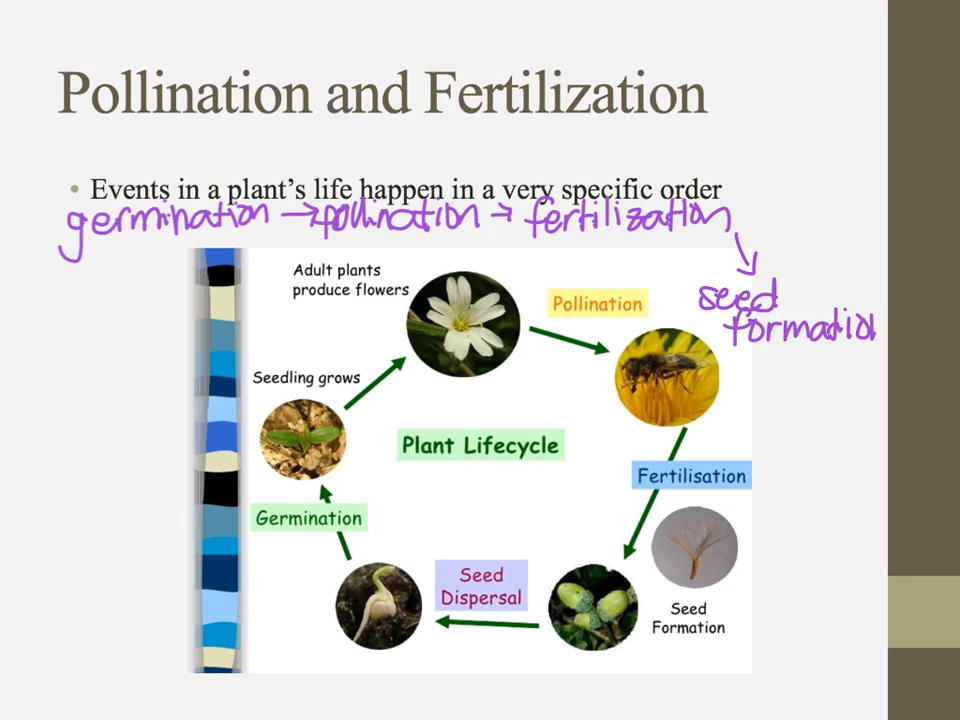 Pollination and Fertilization
• Events in a plant's life happen in a very specific order
germination → pollination → fertilization
↓
seed
formation
Adult plants
produce flowers
Pollination
Seedling grows
Plant Lifecycle
Fertilisation
Germination
Seed
Dispersal
Seed
Formation